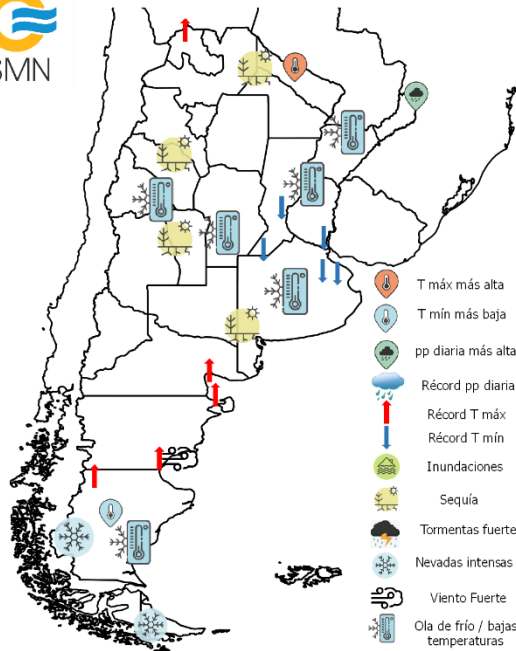 SMN
T máx más alta
T mín más baja
pp diaria más alta
Récord pp diaria
Récord T máx
Récord T mín
Inundaciones
Sequía
Tormentas fuerte
Nevadas intensas
Viento Fuerte
Ola de frío / bajas
temperaturas